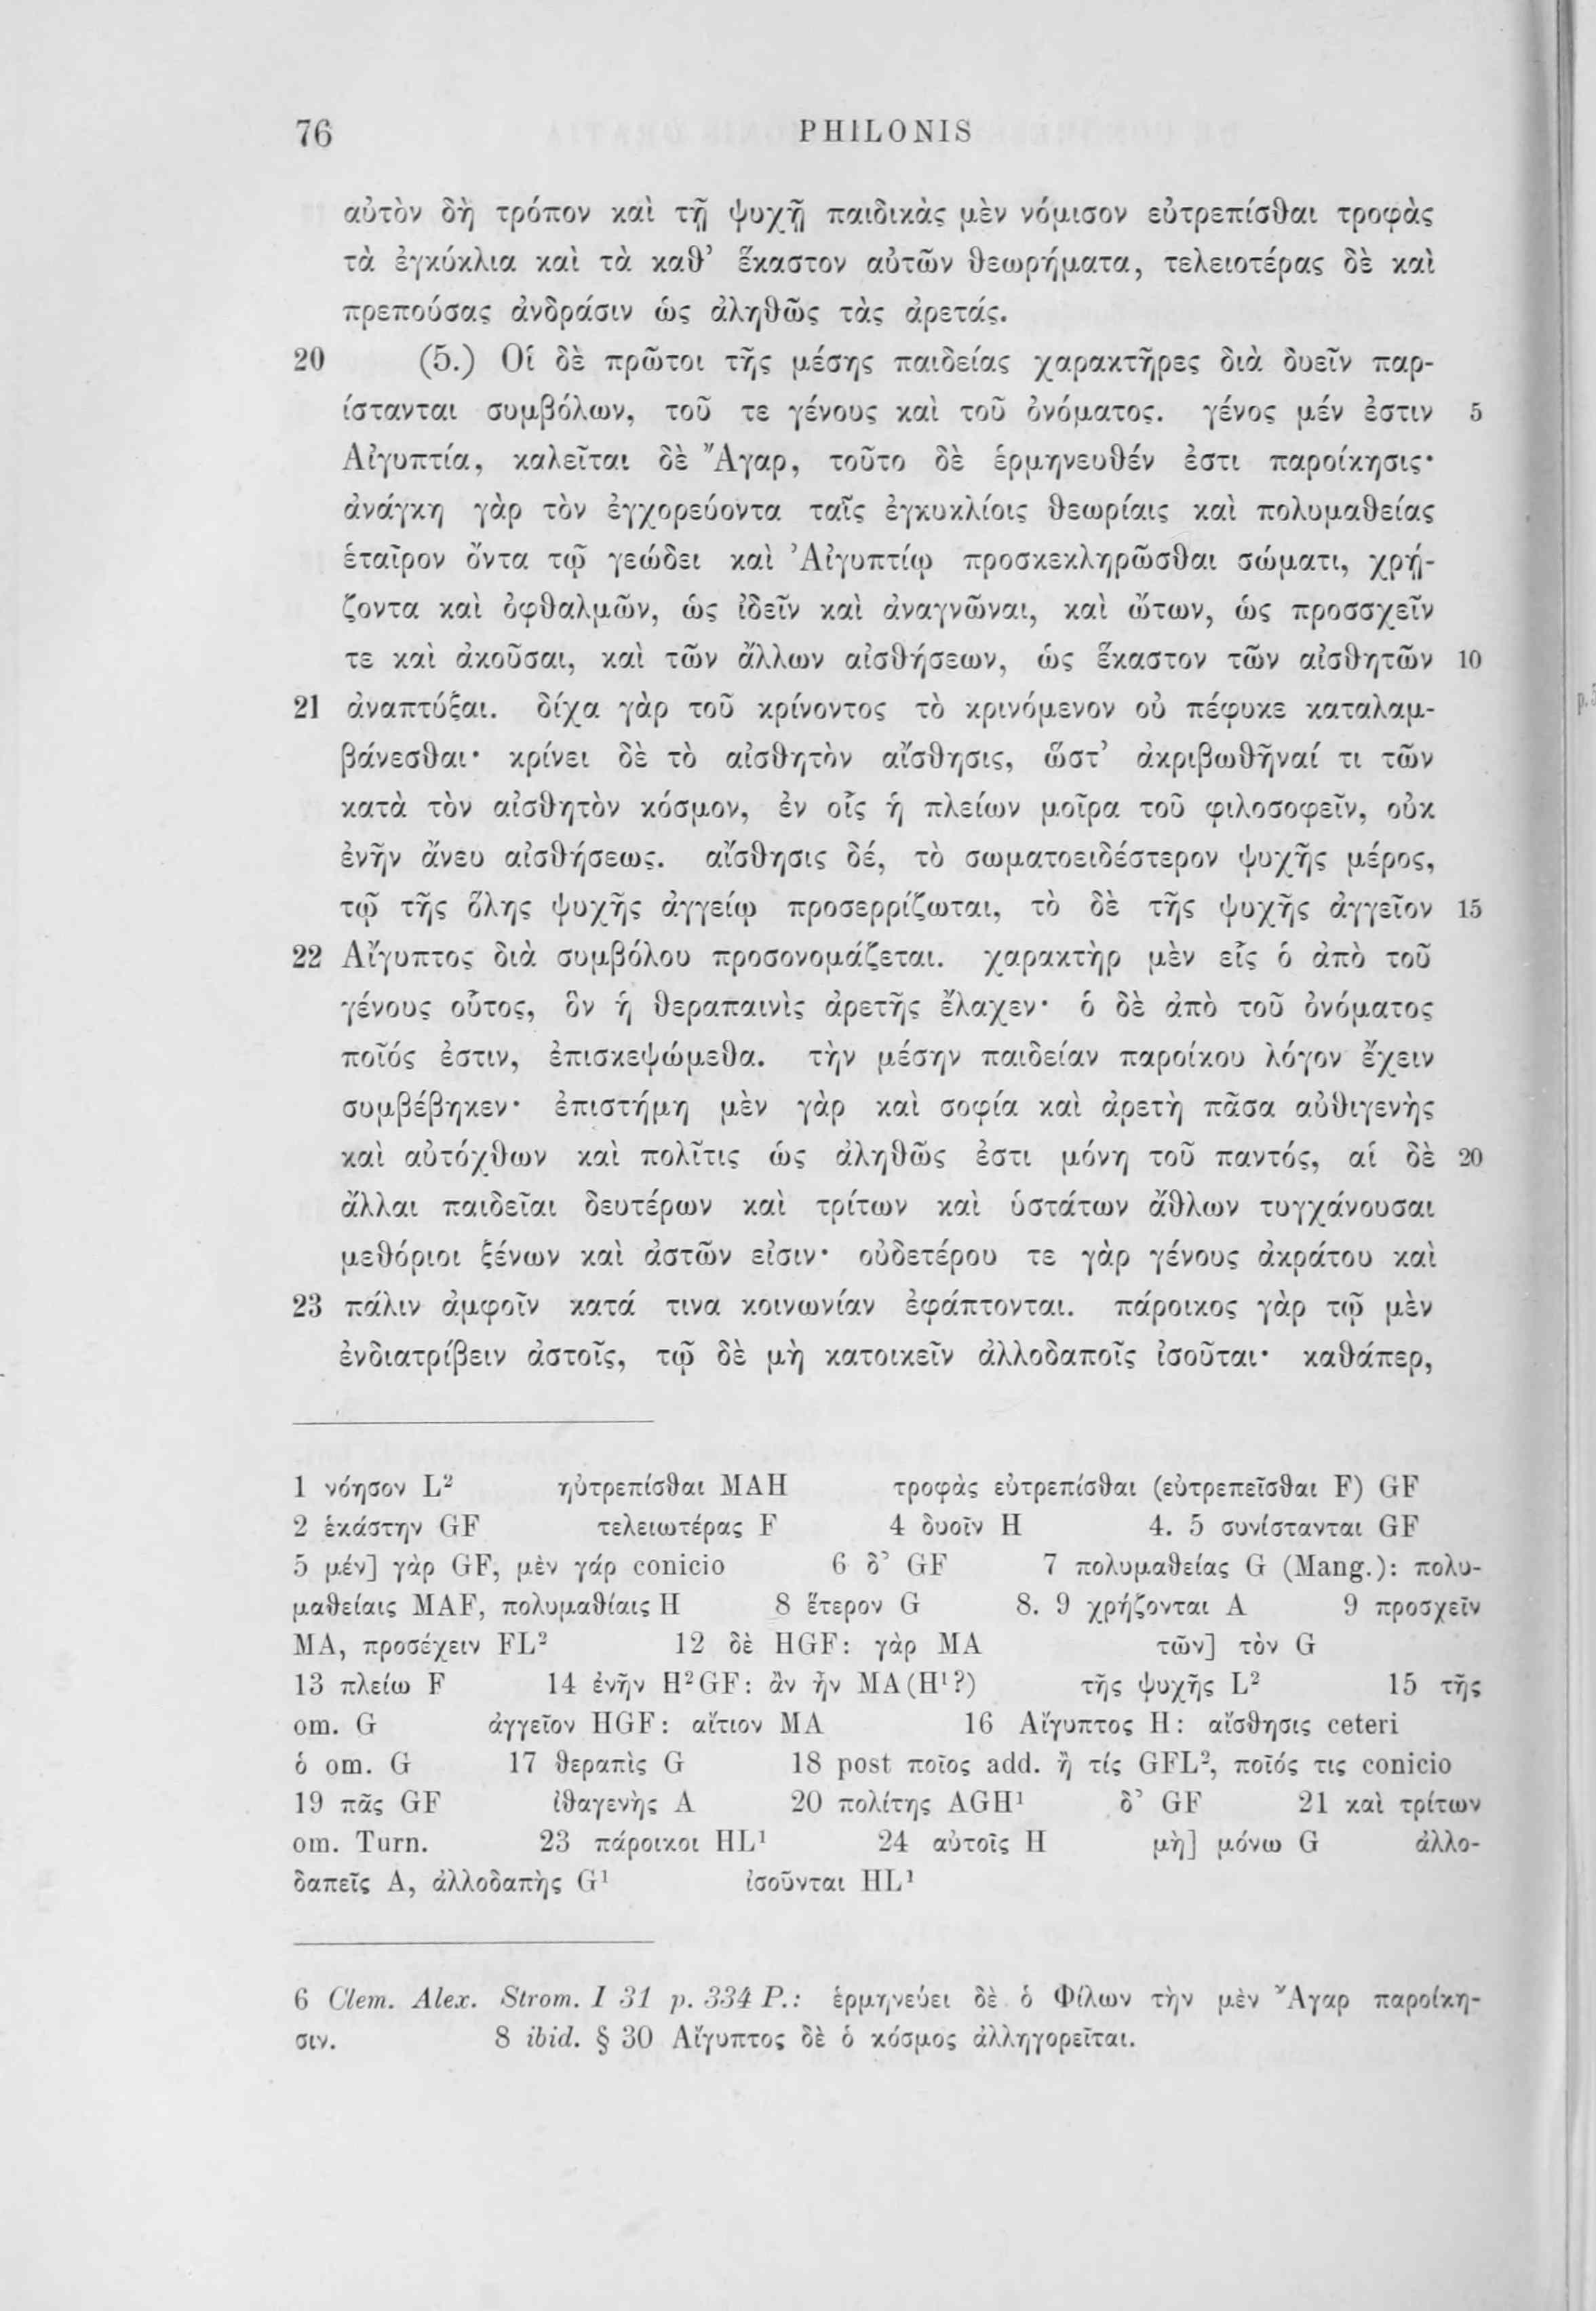 76 PHILONIS
αὐτὸν δὴ τρόπον καὶ τῇ ψυχῇ παιδικὰς μὲν νόμισον εὐτρεπίσθαι τροφὰς
τὰ ἐγκύκλια καὶ τὰ καθ’ ἕκαστον αὐτῶν θεωρήματα, τελειοτέρας δὲ καὶ
πρεπούσας ἀνδράσιν ὡς ἀληθῶς τὰς ἀρετάς.
20 (5.) Οἱ δὲ πρῶτοι τῆς μέσης παιδείας χαρακτῆρες διὰ δυεῖν παρ-
ίστανται συμβόλων, τοῦ τε γένους καὶ τοῦ ὀνόματος. γένος μέν ἐστιν 5
Αἰγυπτία, καλεῖται δὲ Ἄγαρ, τοῦτο δὲ ἑρμηνευθέν ἐστι παροίκησις·
ἀνάγκη γὰρ τὸν ἐγχορεύοντα ταῖς ἐγκυκλίοις θεωρίαις καὶ πολυμαθείας
ἑταῖρον ὄντα τῷ γεώδει καὶ Ἀἰγυπτίῳ προσκεκληρῶσθαι σώματι, χρῄ-
ζοντα καὶ ὀφθαλμῶν, ὡς ἰδεῖν καὶ ἀναγνῶναι, καὶ ὤτων, ὡς προσσχεῖν
τε καὶ ἀκοῦσαι, καὶ τῶν ἄλλων αἰσθήσεων, ὡς ἕκαστον τῶν αἰσθητῶν 10
21 ἀναπτύξαι. δίχα γὰρ τοῦ κρίνοντος τὸ κρινόμενον οὐ πέφυκε καταλαμ-
βάνεσθαι· κρίνει δὲ τὸ αἰσθητὸν αἴσθησις, ὥστ’ ἀκριβωθῆναί τι τῶν
κατὰ τὸν αἰσθητὸν κόσμον, ἐν οἷς ἡ πλείων μοῖρα τοῦ φιλοσοφεῖν, οὐκ
ἐνῆν ἄνευ αἰσθήσεως. αἴσθησις δέ, τὸ σωματοειδέστερον ψυχῆς μέρος,
τῷ τῆς ὅλης ψυχῆς ἀγγείῳ προσερρίζωται, τὸ δὲ τῆς ψυχῆς ἀγγεῖον 15
22 Αἴγυπτος διὰ συμβόλου προσονομάζεται. χαρακτὴρ μὲν εἷς ὁ ἀπὸ τοῦ
γένους οὗτος, ὃν ἡ θεραπαινὶς ἀρετῆς ἔλαχεν· ὁ δὲ ἀπὸ τοῦ ὀνόματος
ποῖός ἐστιν, ἐπισκεψώμεθα. τὴν μέσην παιδείαν παροίκου λόγον ἔχειν
συμβέβηκεν· ἐπιστήμη μὲν γὰρ καὶ σοφία καὶ ἀρετὴ πᾶσα αὐθιγενὴς
καὶ αὐτόχθων καὶ πολῖτις ὡς ἀληθῶς ἐστι μόνη τοῦ παντός, αἱ δὲ 20
ἄλλαι παιδεῖαι δευτέρων καὶ τρίτων καὶ ὑστάτων ἄθλων τυγχάνουσαι
μεθόριοι ξένων καὶ ἀστῶν εἰσιν· οὐδετέρου τε γὰρ γένους ἀκράτου καὶ
23 πάλιν ἀμφοῖν κατά τινα κοινωνίαν ἐφάπτονται. πάροικος γὰρ τῷ μὲν
ἐνδιατρίβειν ἀστοῖς, τῷ δὲ μὴ κατοικεῖν ἀλλοδαποῖς ἰσοῦται· καθάπερ,
1 νόησον L² ηὐτρεπίσθαι MAH τροφὰς εὐτρεπίσθαι (εὐτρεπεῖσθαι F) GF
2 ἑκάστην GF τελειωτέρας F 4 δυοῖν H 4. 5 συνίστανται GF
5 μέν] γὰρ GF, μὲν γάρ conicio 6 δ’ GF 7 πολυμαθείας G (Mang.): πολυ-
μαθείαις MAF, πολυμαθίαις H 8 ἕτερον G 8. 9 χρῄζονται A 9 προσχεῖν
MA, προσέχειν FL² 12 δὲ HGF: γὰρ MA τῶν] τὸν G
13 πλείω F 14 ἐνῆν H²GF: ἂν ἦν MA(H¹?) τῆς ψυχῆς L² 15 τῆς
om. G ἀγγεῖον HGF: αἴτιον MA 16 Αἴγυπτος H: αἴσθησις ceteri
ὁ om. G 17 θεραπὶς G 18 post ποῖος add. ἢ τίς GFL², ποῖός τις conicio
19 πᾶς GF ἰθαγενὴς A 20 πολίτης AGH¹ δ’ GF 21 καὶ τρίτων
om. Turn. 23 πάροικοι HL¹ 24 αὐτοῖς H μὴ] μόνω G ἀλλο-
δαπεῖς A, ἀλλοδαπὴς G¹ ἰσοῦνται HL¹
6 Clem. Alex. Strom. I 31 p. 334 P.: ἑρμηνεύει δὲ ὁ Φίλων τὴν μὲν Ἄγαρ παροίκη-
σιν. 8 ibid. § 30 Αἴγυπτος δὲ ὁ κόσμος ἀλληγορεῖται.